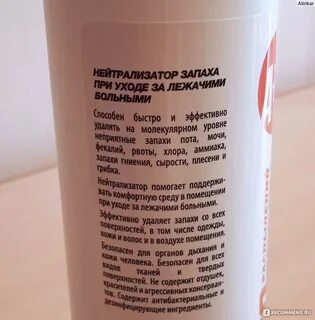 Alinkar
НЕЙТРАЛИЗАТОР ЗАПАХА
ПРИ УХОДЕ ЗА ЛЕЖАЧИМИ
БОЛЬНЫМИ
Способен быстро и эффективно
удалять на молекулярном уровне
неприятные запахи пота, мочи,
фекалий, рвоты, хлора, аммиака,
запахи гниения, сырости, плесени и
грибка.
Нейтрализатор помогает поддержи-
вать комфортную среду в помещении
при уходе за лежачими больными.
Эффективно удаляет запахи со всех
поверхностей, в том числе одежды,
кожи и волос и в воздухе помещения.
Безопасен для органов дыхания и
кожи человека. Безопасен для всех
видов тканей и твердых
поверхностей. Не содержит отдушек,
красителей и агрессивных консерван-
тов. Содержит антибактериальные и
дезинфицирующие ингредиенты.
IRECOMMEND.RU